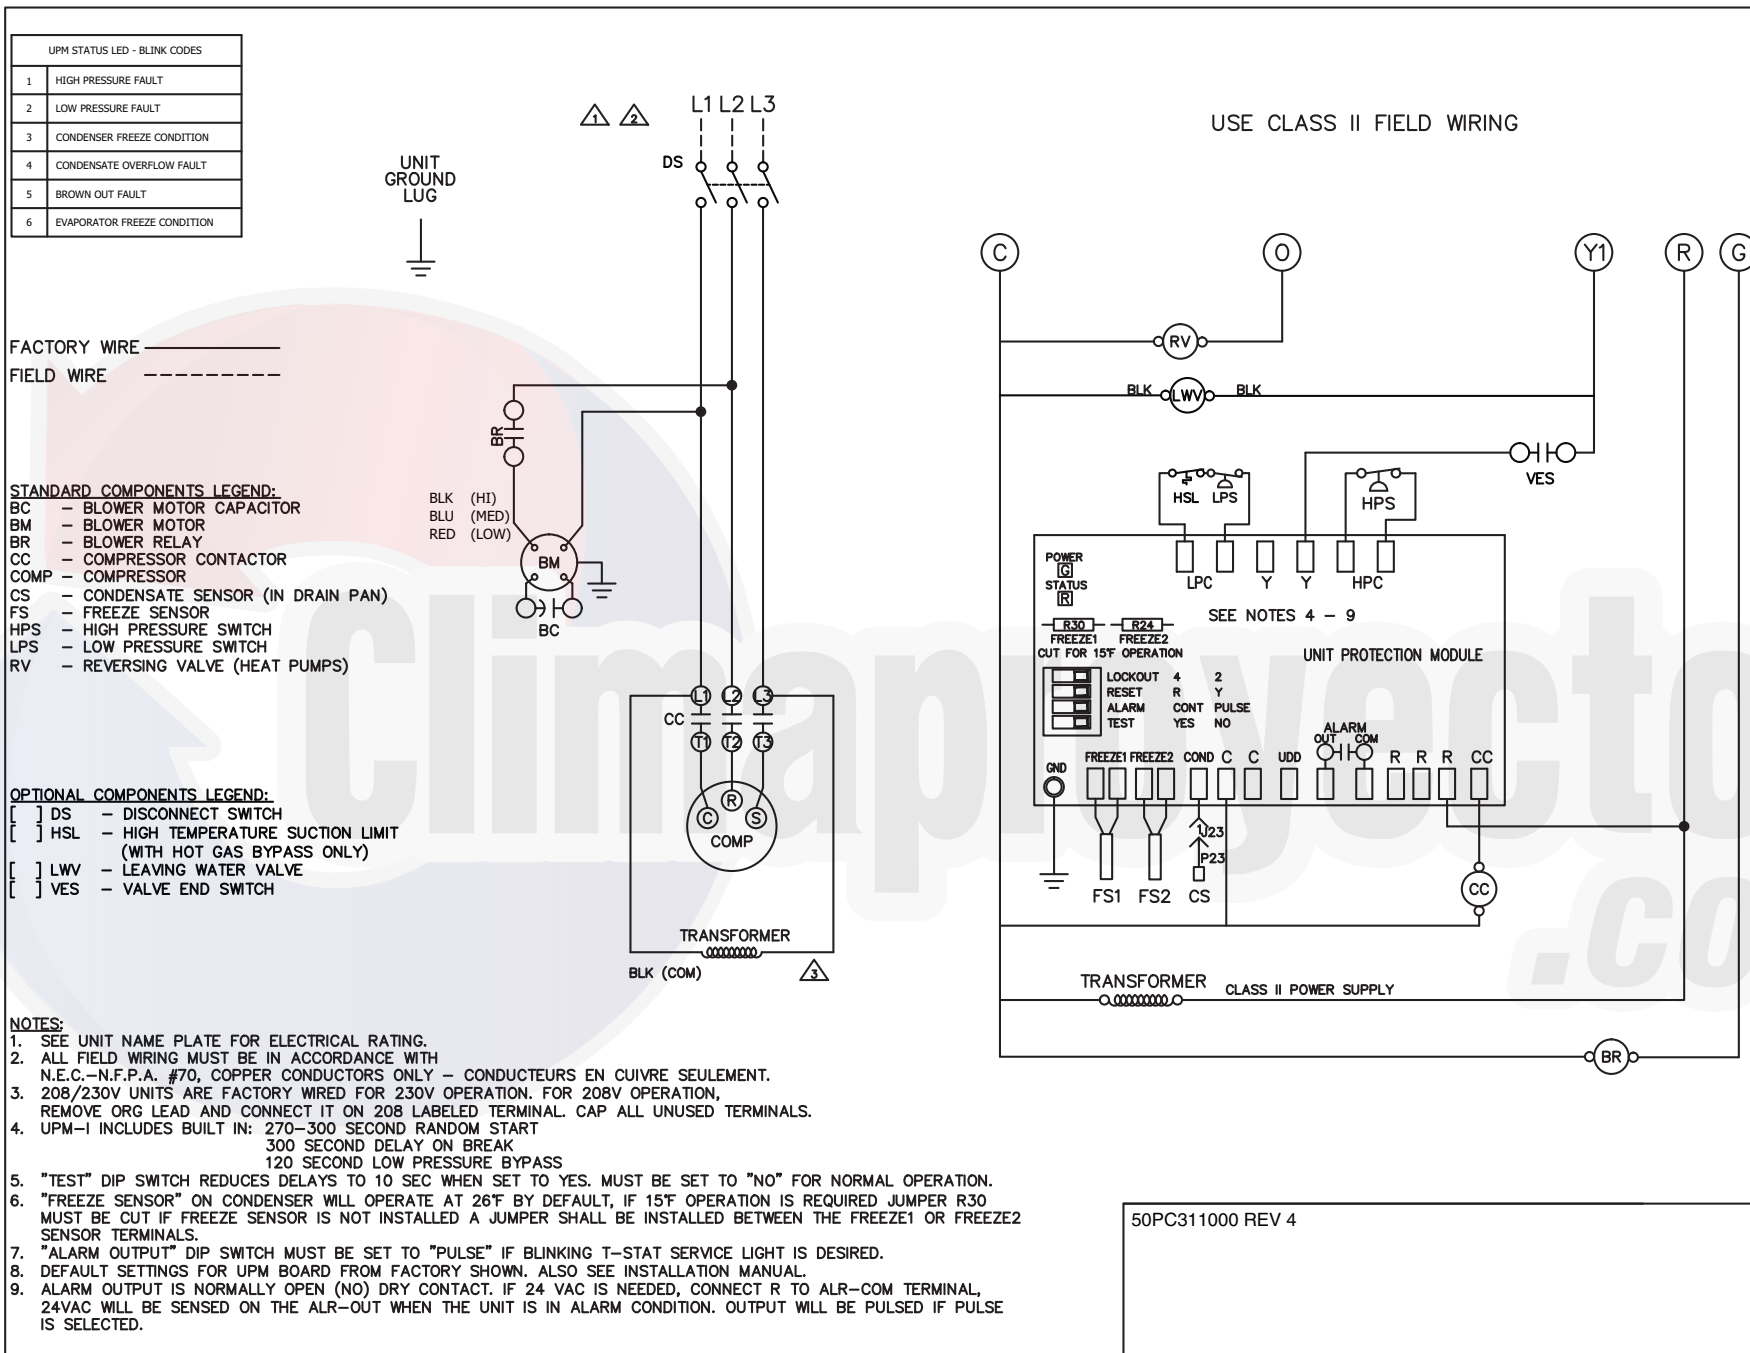 UPM STATUS LED - BLINK CODES
1 HIGH PRESSURE FAULT
2 LOW PRESSURE FAULT
3 CONDENSER FREEZE CONDITION
4 CONDENSATE OVERFLOW FAULT
5 BROWN OUT FAULT
6 EVAPORATOR FREEZE CONDITION
UNIT
GROUND
LUG
1 2
L1 L2 L3
DS
USE CLASS II FIELD WIRING
C O Y1 R G
FACTORY WIRE
FIELD WIRE
RV
BLK LWV BLK
BR
VES
STANDARD COMPONENTS LEGEND:
BC – BLOWER MOTOR CAPACITOR
BM – BLOWER MOTOR
BR – BLOWER RELAY
CC – COMPRESSOR CONTACTOR
COMP – COMPRESSOR
CS – CONDENSATE SENSOR (IN DRAIN PAN)
FS – FREEZE SENSOR
HPS – HIGH PRESSURE SWITCH
LPS – LOW PRESSURE SWITCH
RV – REVERSING VALVE (HEAT PUMPS)
BLK (HI)
BLU (MED)
RED (LOW)
BM
BC
HSL LPS
HPS
POWER
G
STATUS
R
LPC Y Y HPC
SEE NOTES 4 – 9
R30 R24
FREEZE1 FREEZE2
CUT FOR 15°F OPERATION
UNIT PROTECTION MODULE
LOCKOUT 4 2
RESET R Y
ALARM CONT PULSE
TEST YES NO
ALARM
OUT COM
GND
FREEZE1 FREEZE2 COND C C UDD R R R CC
J23
P23
FS1 FS2 CS
CC
L1 L2 L3
CC
T1 T2 T3
R
C S
COMP
TRANSFORMER
BLK (COM)
3
OPTIONAL COMPONENTS LEGEND:
[ ] DS – DISCONNECT SWITCH
[ ] HSL – HIGH TEMPERATURE SUCTION LIMIT
(WITH HOT GAS BYPASS ONLY)
[ ] LWV – LEAVING WATER VALVE
[ ] VES – VALVE END SWITCH
TRANSFORMER
CLASS II POWER SUPPLY
BR
NOTES:
1. SEE UNIT NAME PLATE FOR ELECTRICAL RATING.
2. ALL FIELD WIRING MUST BE IN ACCORDANCE WITH
N.E.C.–N.F.P.A. #70, COPPER CONDUCTORS ONLY – CONDUCTEURS EN CUIVRE SEULEMENT.
3. 208/230V UNITS ARE FACTORY WIRED FOR 230V OPERATION. FOR 208V OPERATION,
REMOVE ORG LEAD AND CONNECT IT ON 208 LABELED TERMINAL. CAP ALL UNUSED TERMINALS.
4. UPM–I INCLUDES BUILT IN: 270–300 SECOND RANDOM START
300 SECOND DELAY ON BREAK
120 SECOND LOW PRESSURE BYPASS
5. "TEST" DIP SWITCH REDUCES DELAYS TO 10 SEC WHEN SET TO YES. MUST BE SET TO "NO" FOR NORMAL OPERATION.
6. "FREEZE SENSOR" ON CONDENSER WILL OPERATE AT 26°F BY DEFAULT, IF 15°F OPERATION IS REQUIRED JUMPER R30
MUST BE CUT IF FREEZE SENSOR IS NOT INSTALLED A JUMPER SHALL BE INSTALLED BETWEEN THE FREEZE1 OR FREEZE2
SENSOR TERMINALS.
7. "ALARM OUTPUT" DIP SWITCH MUST BE SET TO "PULSE" IF BLINKING T–STAT SERVICE LIGHT IS DESIRED.
8. DEFAULT SETTINGS FOR UPM BOARD FROM FACTORY SHOWN. ALSO SEE INSTALLATION MANUAL.
9. ALARM OUTPUT IS NORMALLY OPEN (NO) DRY CONTACT. IF 24 VAC IS NEEDED, CONNECT R TO ALR–COM TERMINAL,
24VAC WILL BE SENSED ON THE ALR–OUT WHEN THE UNIT IS IN ALARM CONDITION. OUTPUT WILL BE PULSED IF PULSE
IS SELECTED.
50PC311000 REV 4
Climaproyecto
.co